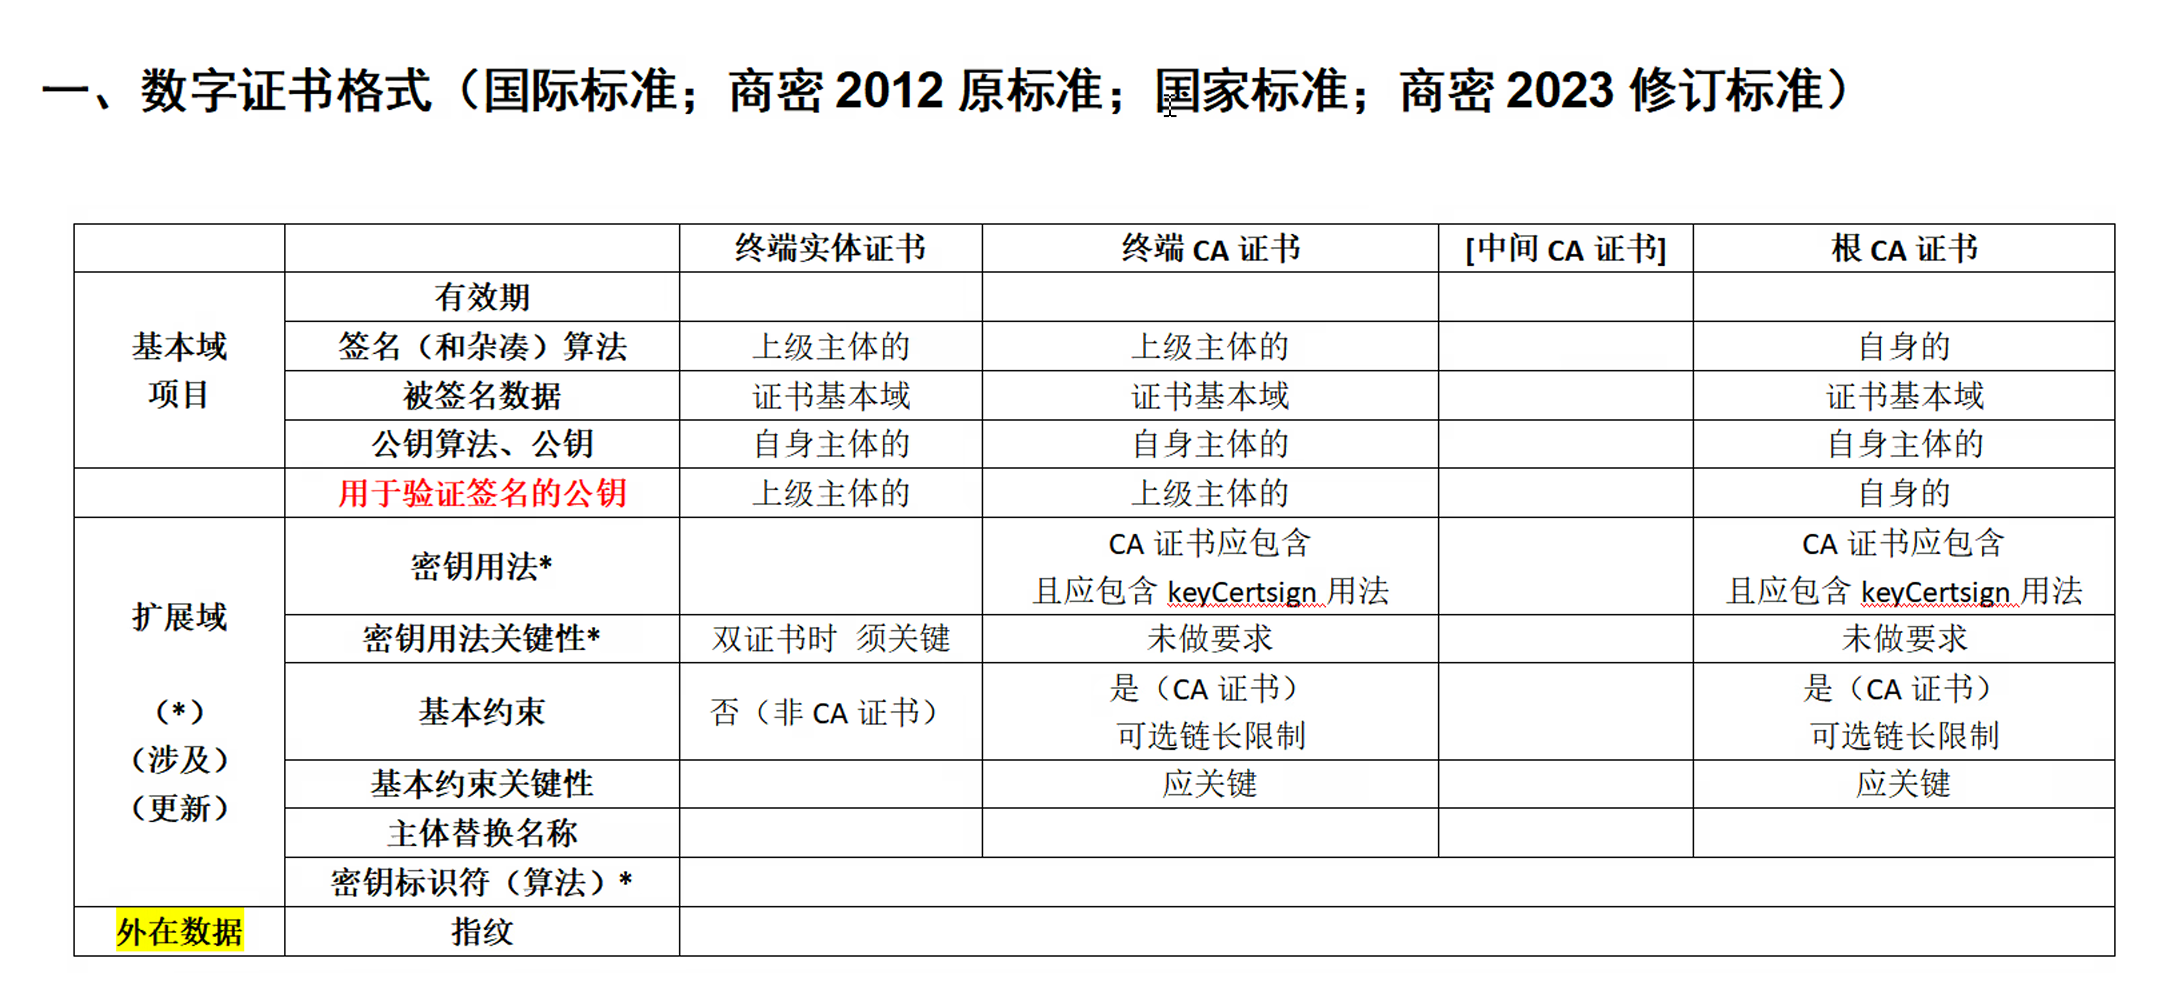 一、数字证书格式（国际标准；商密 2012 原标准；国家标准；商密 2023 修订标准）
终端实体证书 终端 CA 证书 [中间 CA 证书] 根 CA 证书
基本域
项目
有效期
签名（和杂凑）算法 上级主体的 上级主体的 自身的
被签名数据 证书基本域 证书基本域 证书基本域
公钥算法、公钥 自身主体的 自身主体的 自身主体的
用于验证签名的公钥 上级主体的 上级主体的 自身的
扩展域
（*）
（涉及）
（更新）
密钥用法*
CA 证书应包含
且应包含 keyCertsign 用法
CA 证书应包含
且应包含 keyCertsign 用法
密钥用法关键性* 双证书时 须关键 未做要求 未做要求
基本约束 否（非 CA 证书）
是（CA 证书）
可选链长限制
是（CA 证书）
可选链长限制
基本约束关键性 应关键 应关键
主体替换名称
密钥标识符（算法）*
外在数据 指纹